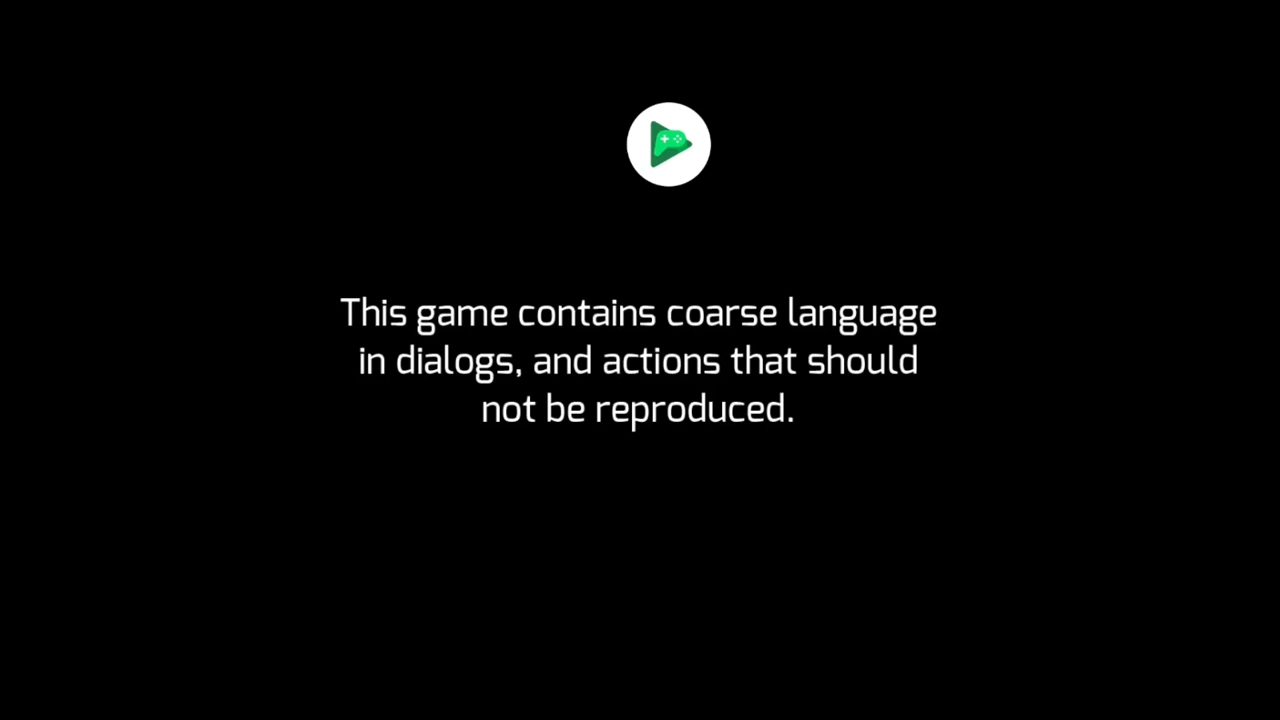 This game contains coarse language
in dialogs, and actions that should
not be reproduced.